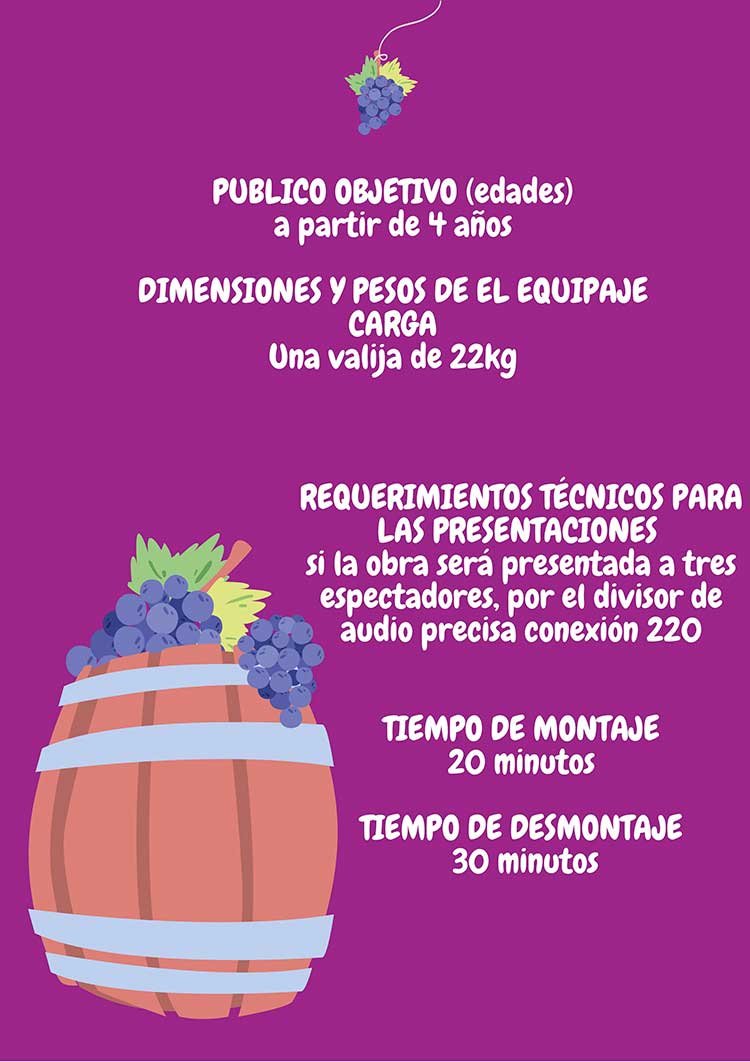 PUBLICO OBJETIVO (edades)
a partir de 4 años
DIMENSIONES Y PESOS DE EL EQUIPAJE
CARGA
Una valija de 22kg
REQUERIMIENTOS TÉCNICOS PARA
LAS PRESENTACIONES
si la obra será presentada a tres
espectadores, por el divisor de
audio precisa conexión 220
TIEMPO DE MONTAJE
20 minutos
TIEMPO DE DESMONTAJE
30 minutos